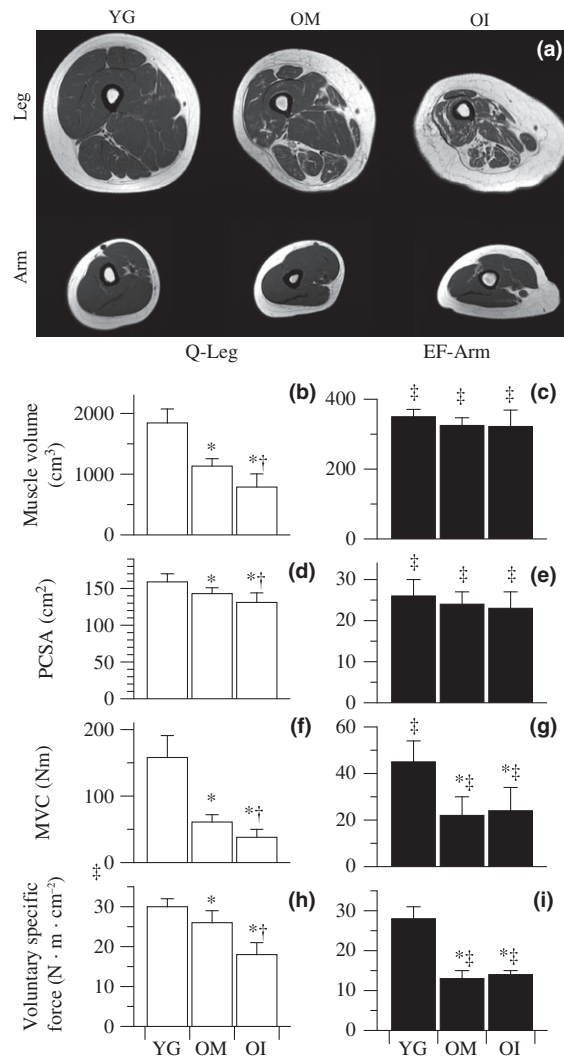 YG OM OI
(a)
Leg
Arm
Q-Leg EF-Arm
Muscle volume
(cm³)
2000
1000
0
(b)
*
*†
400
200
0
(c)
‡ ‡ ‡
PCSA (cm²)
150
100
50
0
(d)
*
*†
30
20
10
0
(e)
‡ ‡ ‡
MVC (Nm)
200
100
0
(f)
*
*†
60
40
20
0
(g)
‡
*‡
*‡
‡
Voluntary specific
force (N · m · cm⁻²)
30
20
10
0
(h)
*
*†
30
20
10
0
(i)
*‡
*‡
YG OM OI
YG OM OI